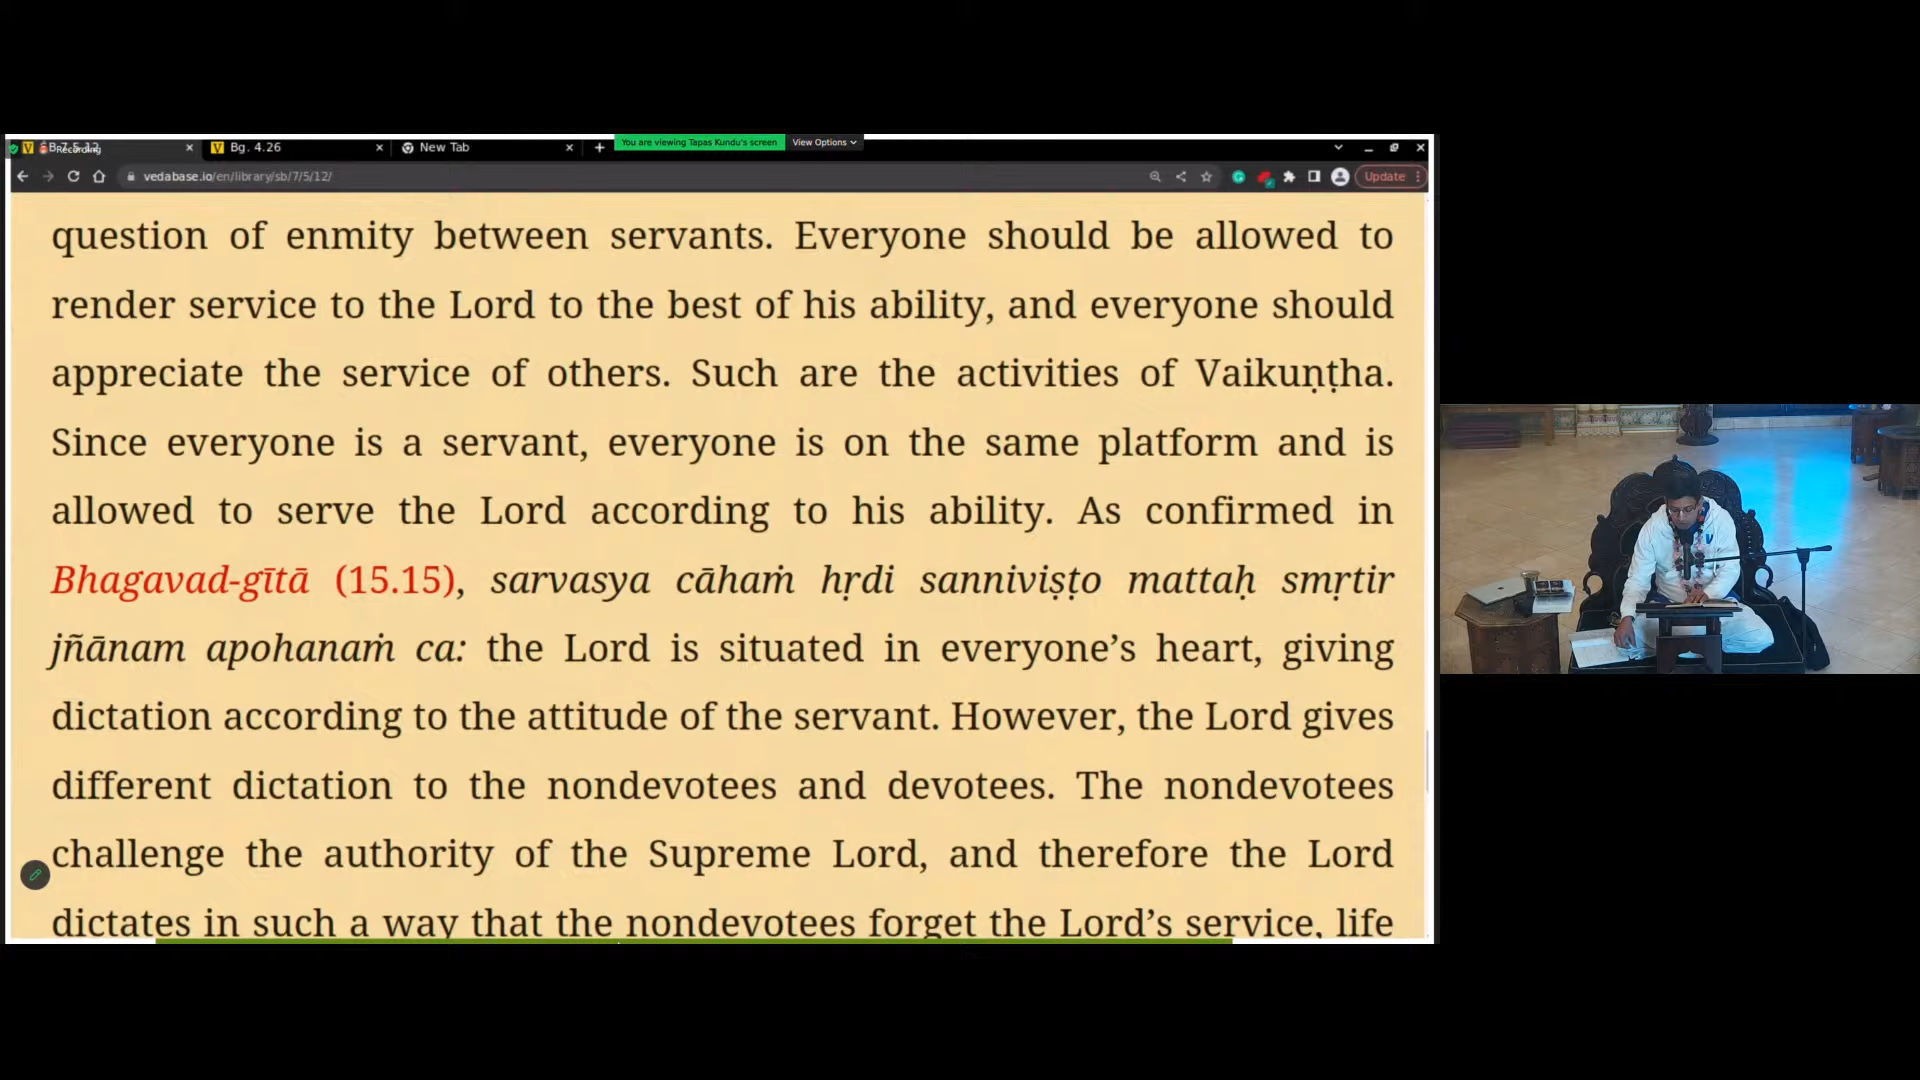 ŚB 7.5.12
Recording
Bg. 4.26
New Tab
You are viewing Tapas Kundu's screen
View Options
vedabase.io/en/library/sb/7/5/12/
Update
question of enmity between servants. Everyone should be allowed to
render service to the Lord to the best of his ability, and everyone should
appreciate the service of others. Such are the activities of Vaikuṇṭha.
Since everyone is a servant, everyone is on the same platform and is
allowed to serve the Lord according to his ability. As confirmed in
Bhagavad-gītā (15.15), sarvasya cāhaṁ hṛdi sanniviṣṭo mattaḥ smṛtir
jñānam apohanaṁ ca: the Lord is situated in everyone’s heart, giving
dictation according to the attitude of the servant. However, the Lord gives
different dictation to the nondevotees and devotees. The nondevotees
challenge the authority of the Supreme Lord, and therefore the Lord
dictates in such a way that the nondevotees forget the Lord’s service, life